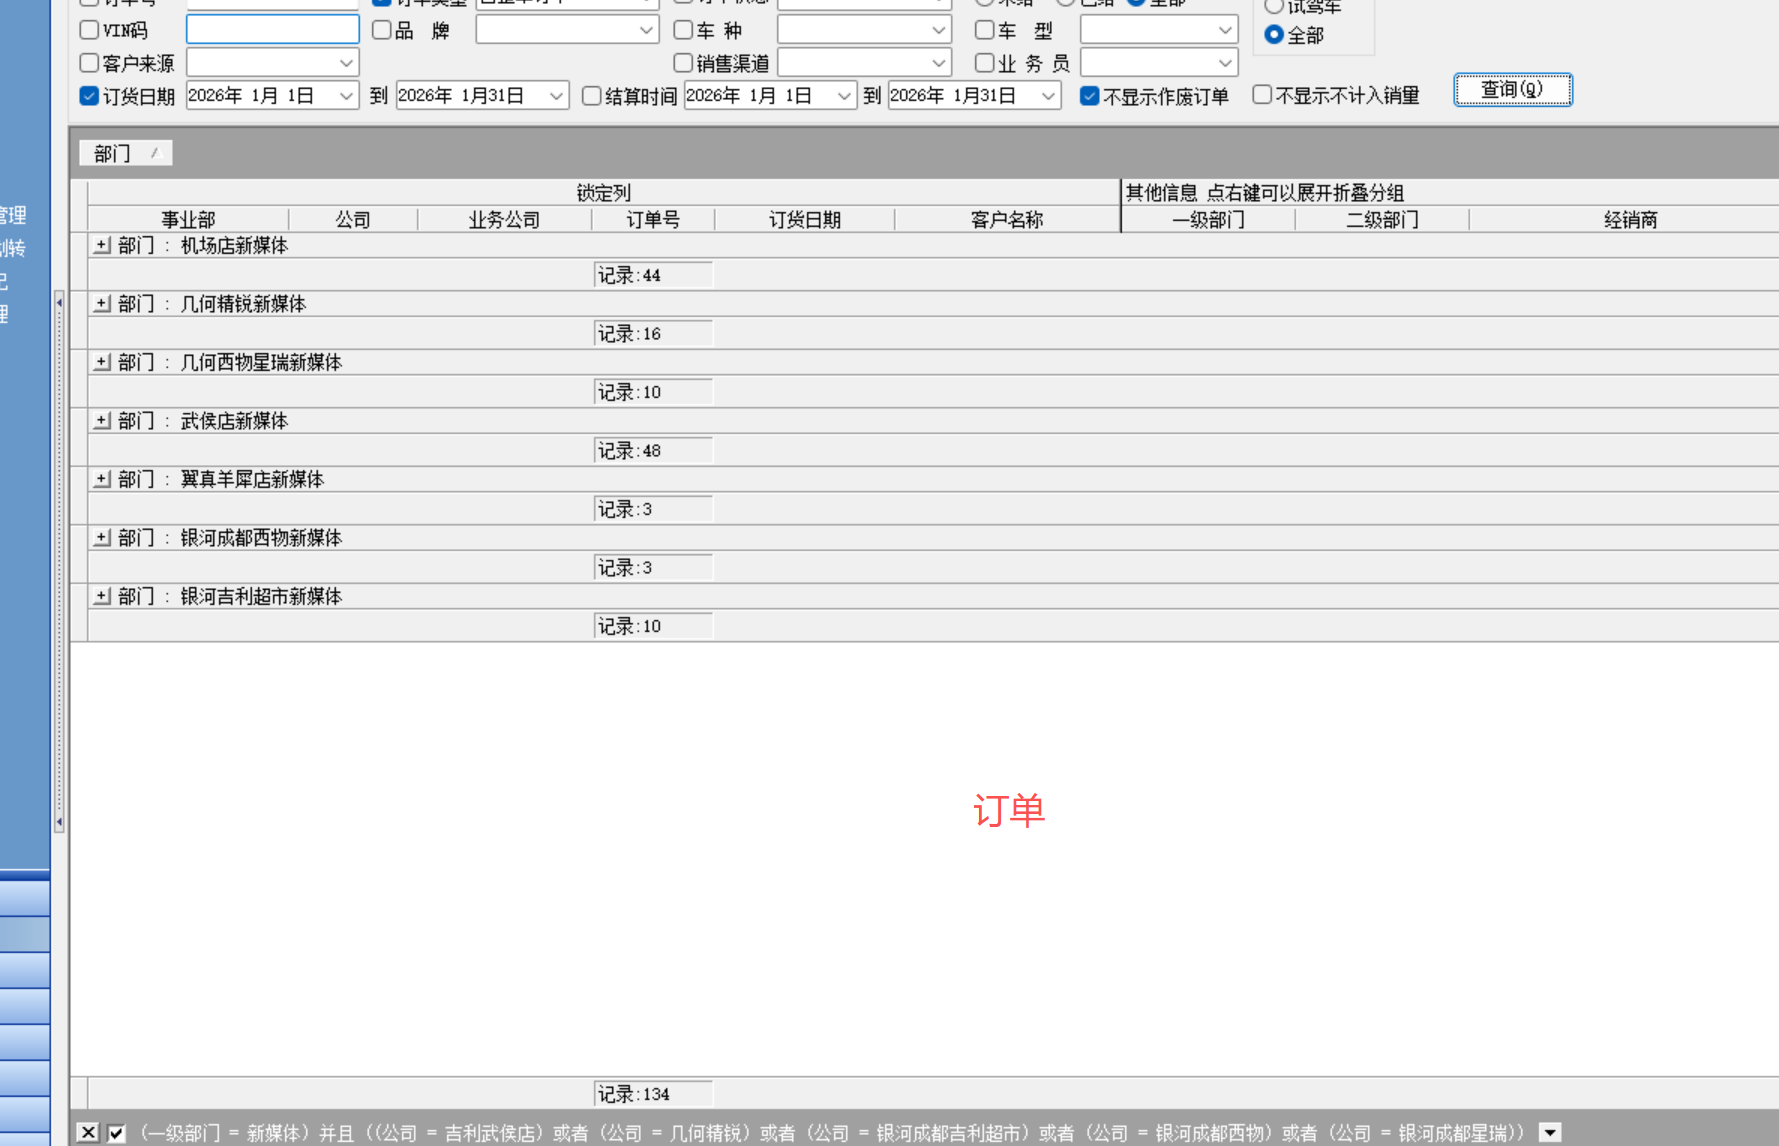 VIN码 品 牌 车 种 车 型 试驾车
全部
客户来源 销售渠道 业 务 员
订货日期 2026年 1月 1日 到 2026年 1月31日 结算时间 2026年 1月 1日 到 2026年 1月31日 不显示作废订单 不显示不计入销量 查询(Q)
部门
管理
划转
理
锁定列 其他信息 点右键可以展开折叠分组
事业部 公司 业务公司 订单号 订货日期 客户名称 一级部门 二级部门 经销商
部门 : 机场店新媒体
记录:44
部门 : 几何精锐新媒体
记录:16
部门 : 几何西物星瑞新媒体
记录:10
部门 : 武侯店新媒体
记录:48
部门 : 翼真羊犀店新媒体
记录:3
部门 : 银河成都西物新媒体
记录:3
部门 : 银河吉利超市新媒体
记录:10
订单
记录:134
(一级部门 = 新媒体) 并且 ((公司 = 吉利武侯店) 或者 (公司 = 几何精锐) 或者 (公司 = 银河成都吉利超市) 或者 (公司 = 银河成都西物) 或者 (公司 = 银河成都星瑞))